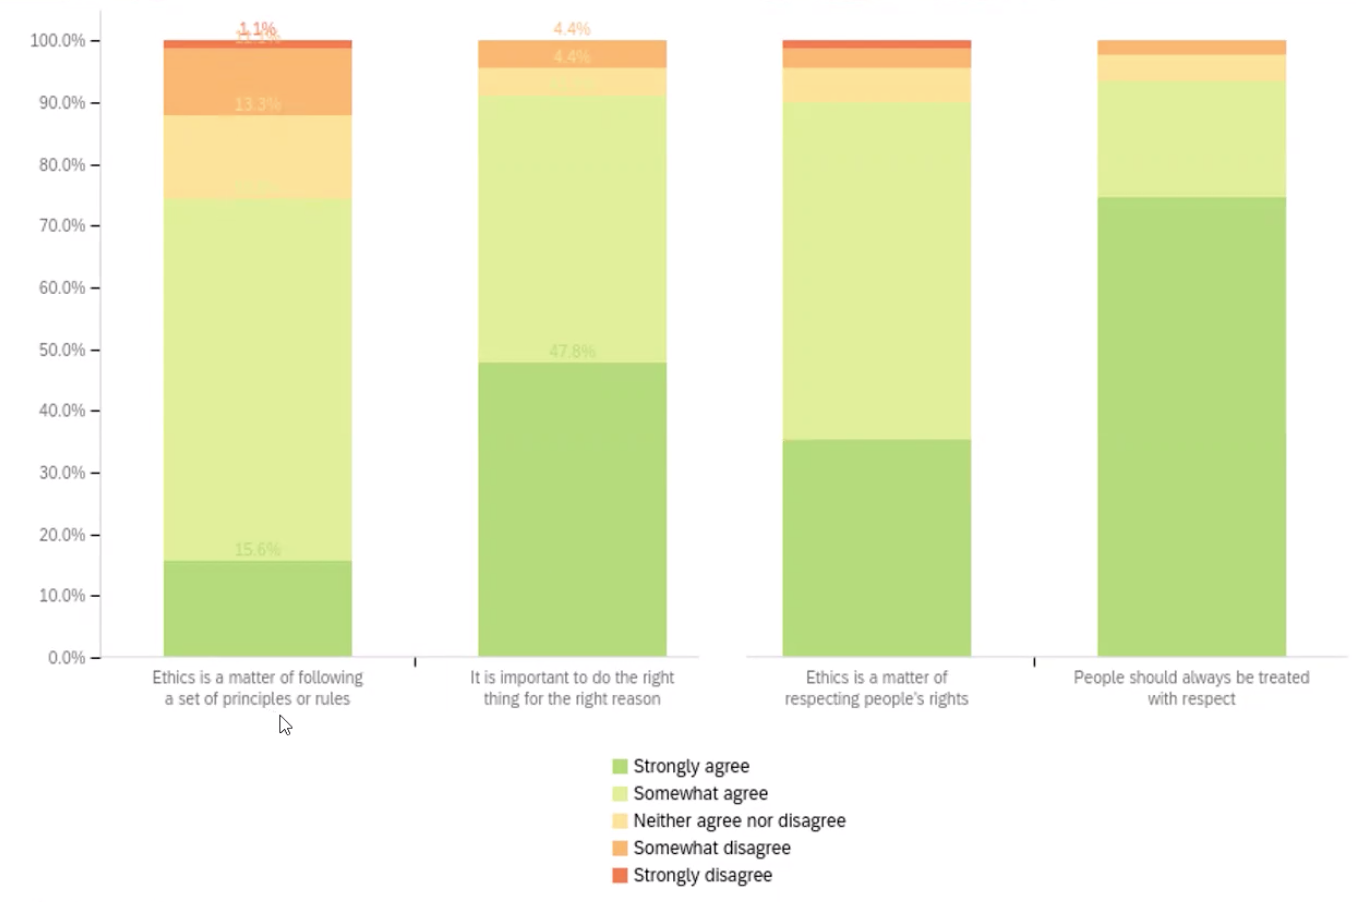 1.1%
4.4%
100.0%
4.4%
13.3%
90.0%
80.0%
70.0%
60.0%
50.0%
47.8%
40.0%
30.0%
20.0%
15.6%
10.0%
0.0%
Ethics is a matter of following
a set of principles or rules
It is important to do the right
thing for the right reason
Ethics is a matter of
respecting people's rights
People should always be treated
with respect
Strongly agree
Somewhat agree
Neither agree nor disagree
Somewhat disagree
Strongly disagree